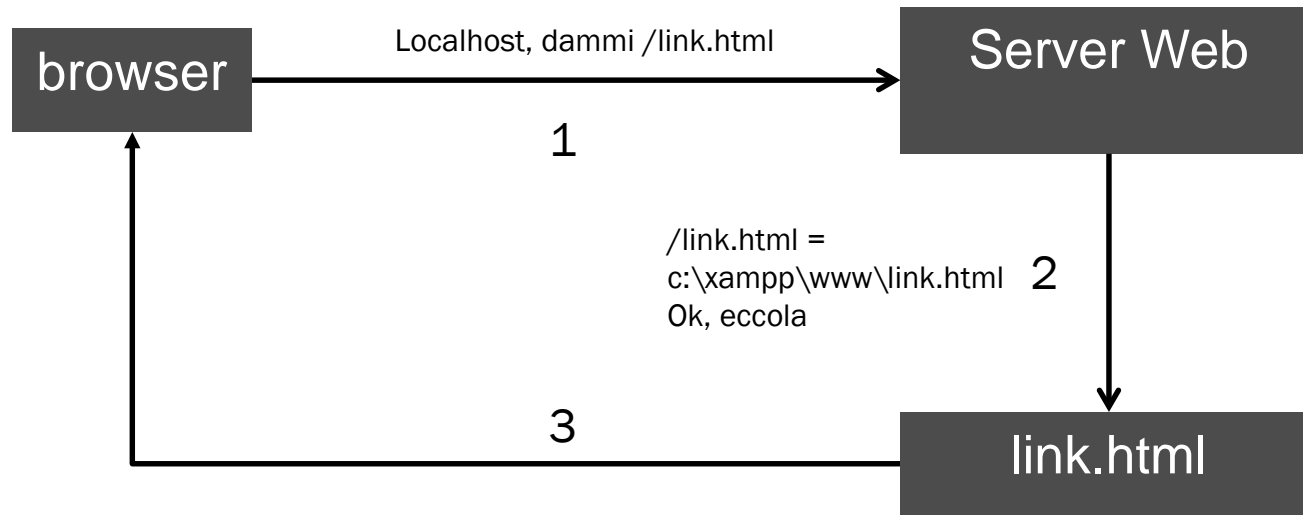 browser
Localhost, dammi /link.html
Server Web
1
/link.html =
c:\xampp\www\link.html
Ok, eccola
2
3
link.html